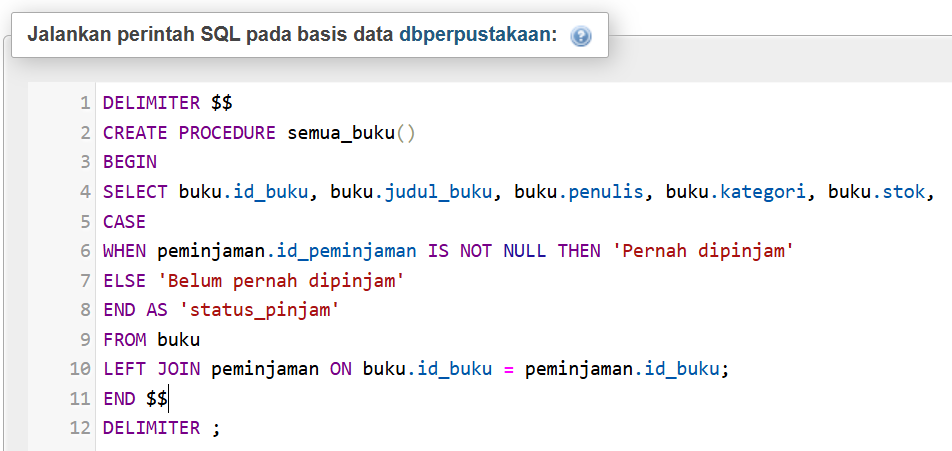 Jalankan perintah SQL pada basis data dbperpustakaan:
1 DELIMITER $$
2 CREATE PROCEDURE semua_buku()
3 BEGIN
4 SELECT buku.id_buku, buku.judul_buku, buku.penulis, buku.kategori, buku.stok,
5 CASE
6 WHEN peminjaman.id_peminjaman IS NOT NULL THEN 'Pernah dipinjam'
7 ELSE 'Belum pernah dipinjam'
8 END AS 'status_pinjam'
9 FROM buku
10 LEFT JOIN peminjaman ON buku.id_buku = peminjaman.id_buku;
11 END $$
12 DELIMITER ;